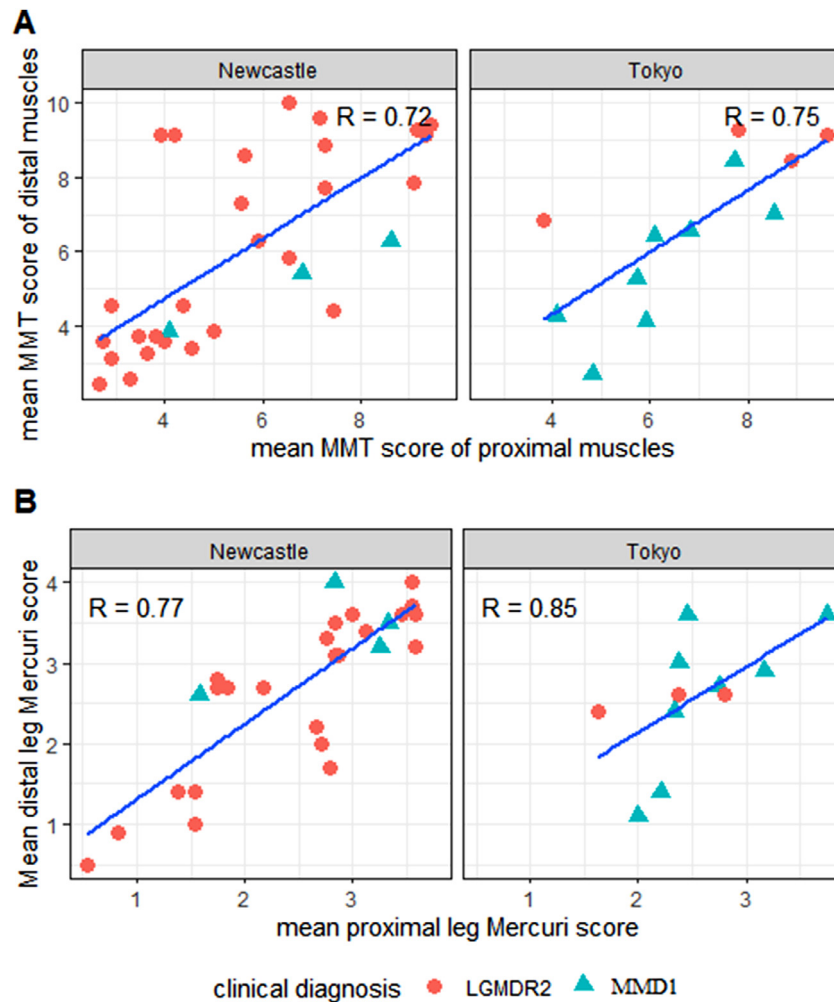 A
Newcastle Tokyo
R = 0.72 R = 0.75
10
8
6
4
mean MMT score of distal muscles
4 6 8 4 6 8
mean MMT score of proximal muscles
B
Newcastle Tokyo
R = 0.77 R = 0.85
4
3
2
1
Mean distal leg Mercuri score
1 2 3 1 2 3
mean proximal leg Mercuri score
clinical diagnosis LGMDR2 MMD1